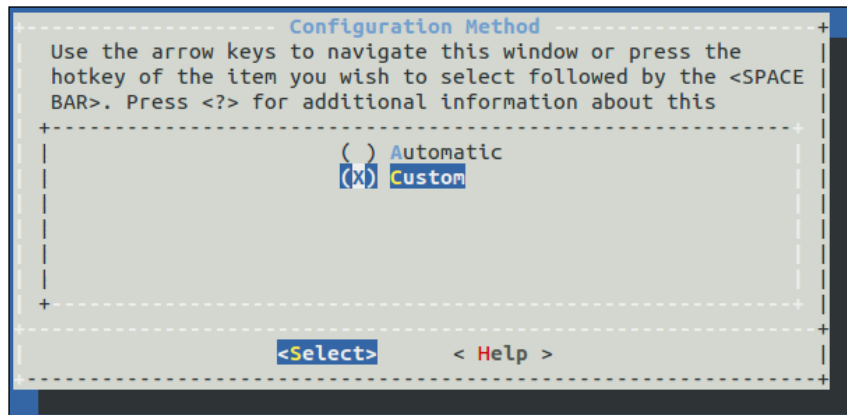 Configuration Method
Use the arrow keys to navigate this window or press the
hotkey of the item you wish to select followed by the <SPACE
BAR>. Press <?> for additional information about this
( ) Automatic
(X) Custom
<Select> < Help >